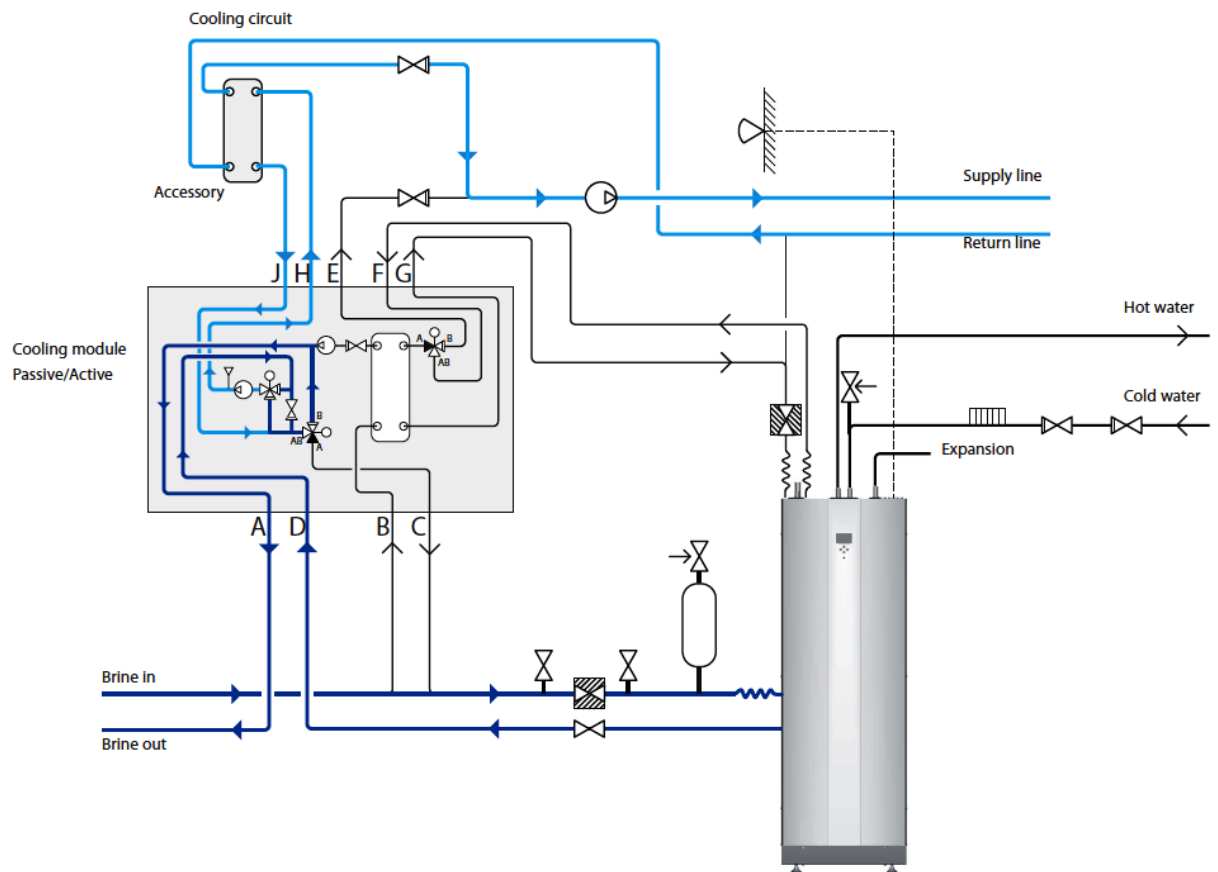 Cooling circuit
Accessory
Supply line
Return line
J H E F G
Hot water
Cooling module
Passive/Active
A B
AB
B
AB A
Cold water
Expansion
A D B C
Brine in
Brine out